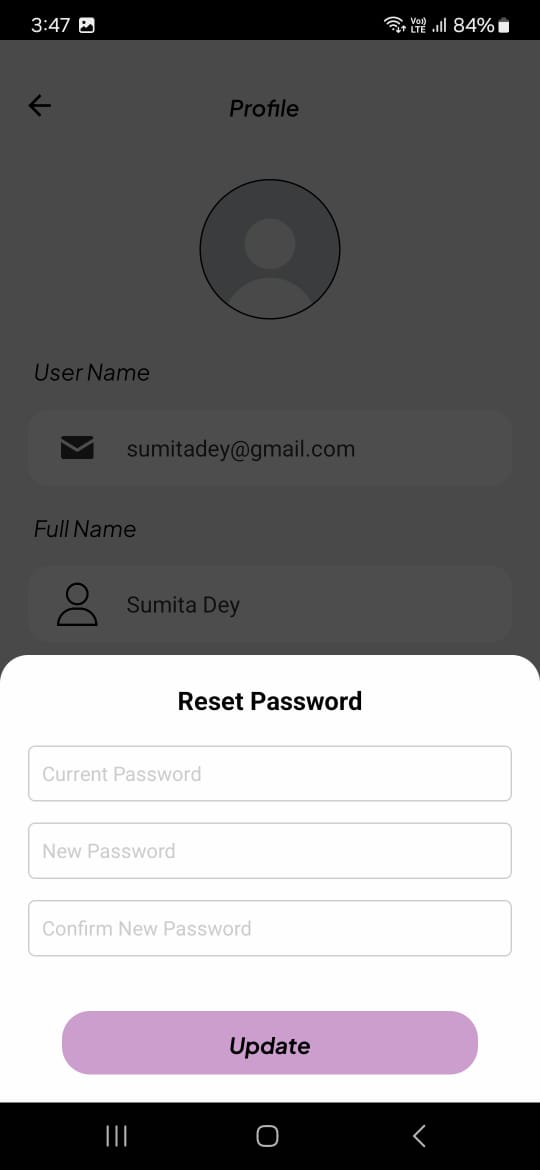 3:47 Vo)) LTE 84%
Profile
User Name
sumitadey@gmail.com
Full Name
Sumita Dey
Reset Password
Current Password
New Password
Confirm New Password
Update